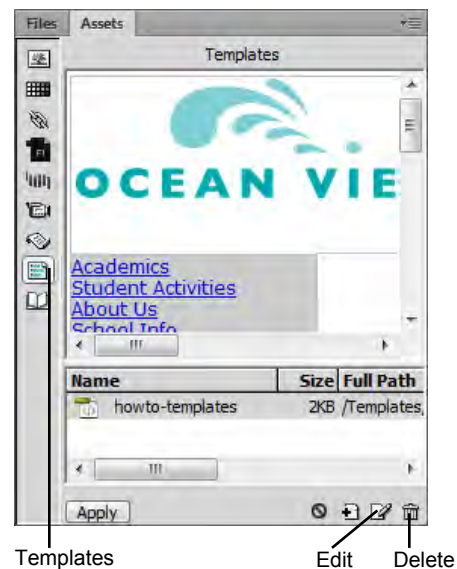 Files Assets
Templates
OCEAN VIE
Academics
Student Activities
About Us
School Info
Name Size Full Path
howto-templates 2KB /Templates,
Apply
Templates Edit Delete